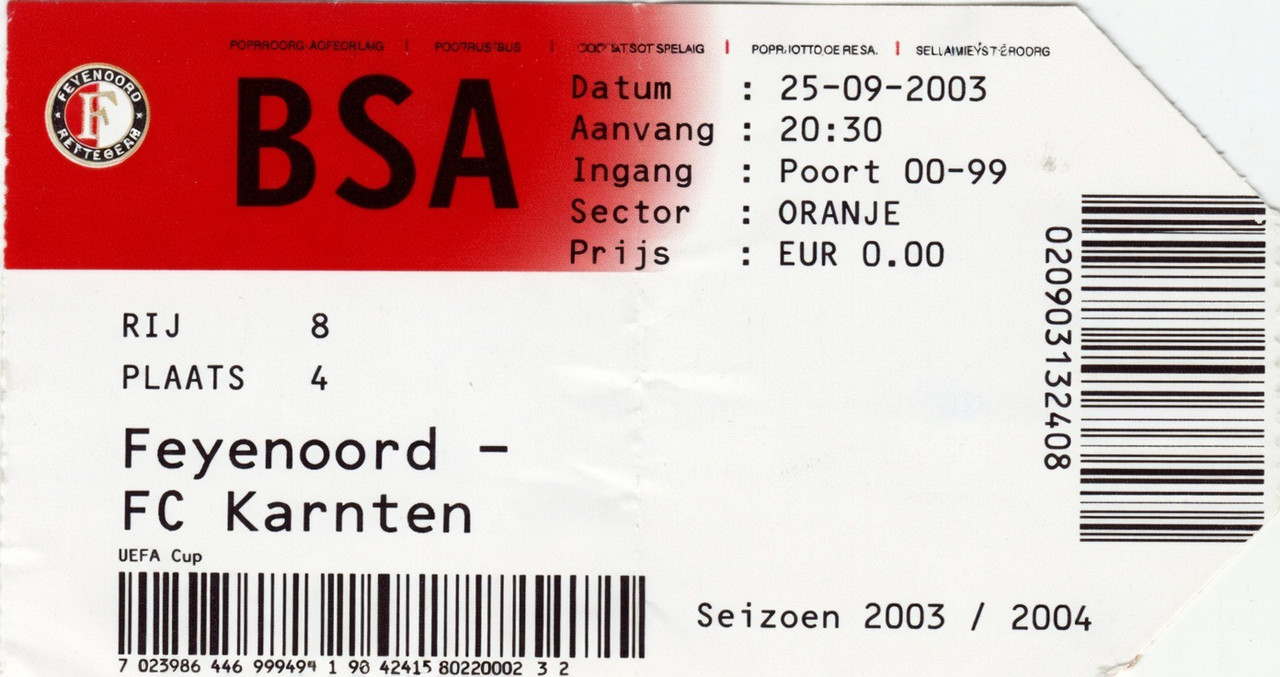 FEYENOORD
BSA
Datum : 25-09-2003
Aanvang : 20:30
Ingang : Poort 00-99
Sector : ORANJE
Prijs : EUR 0.00
RIJ 8
PLAATS 4
Feyenoord -
FC Karnten
UEFA Cup
7 023986 446 999494 1 90 42415 80220002 3 2
Seizoen 2003 / 2004
020903132408